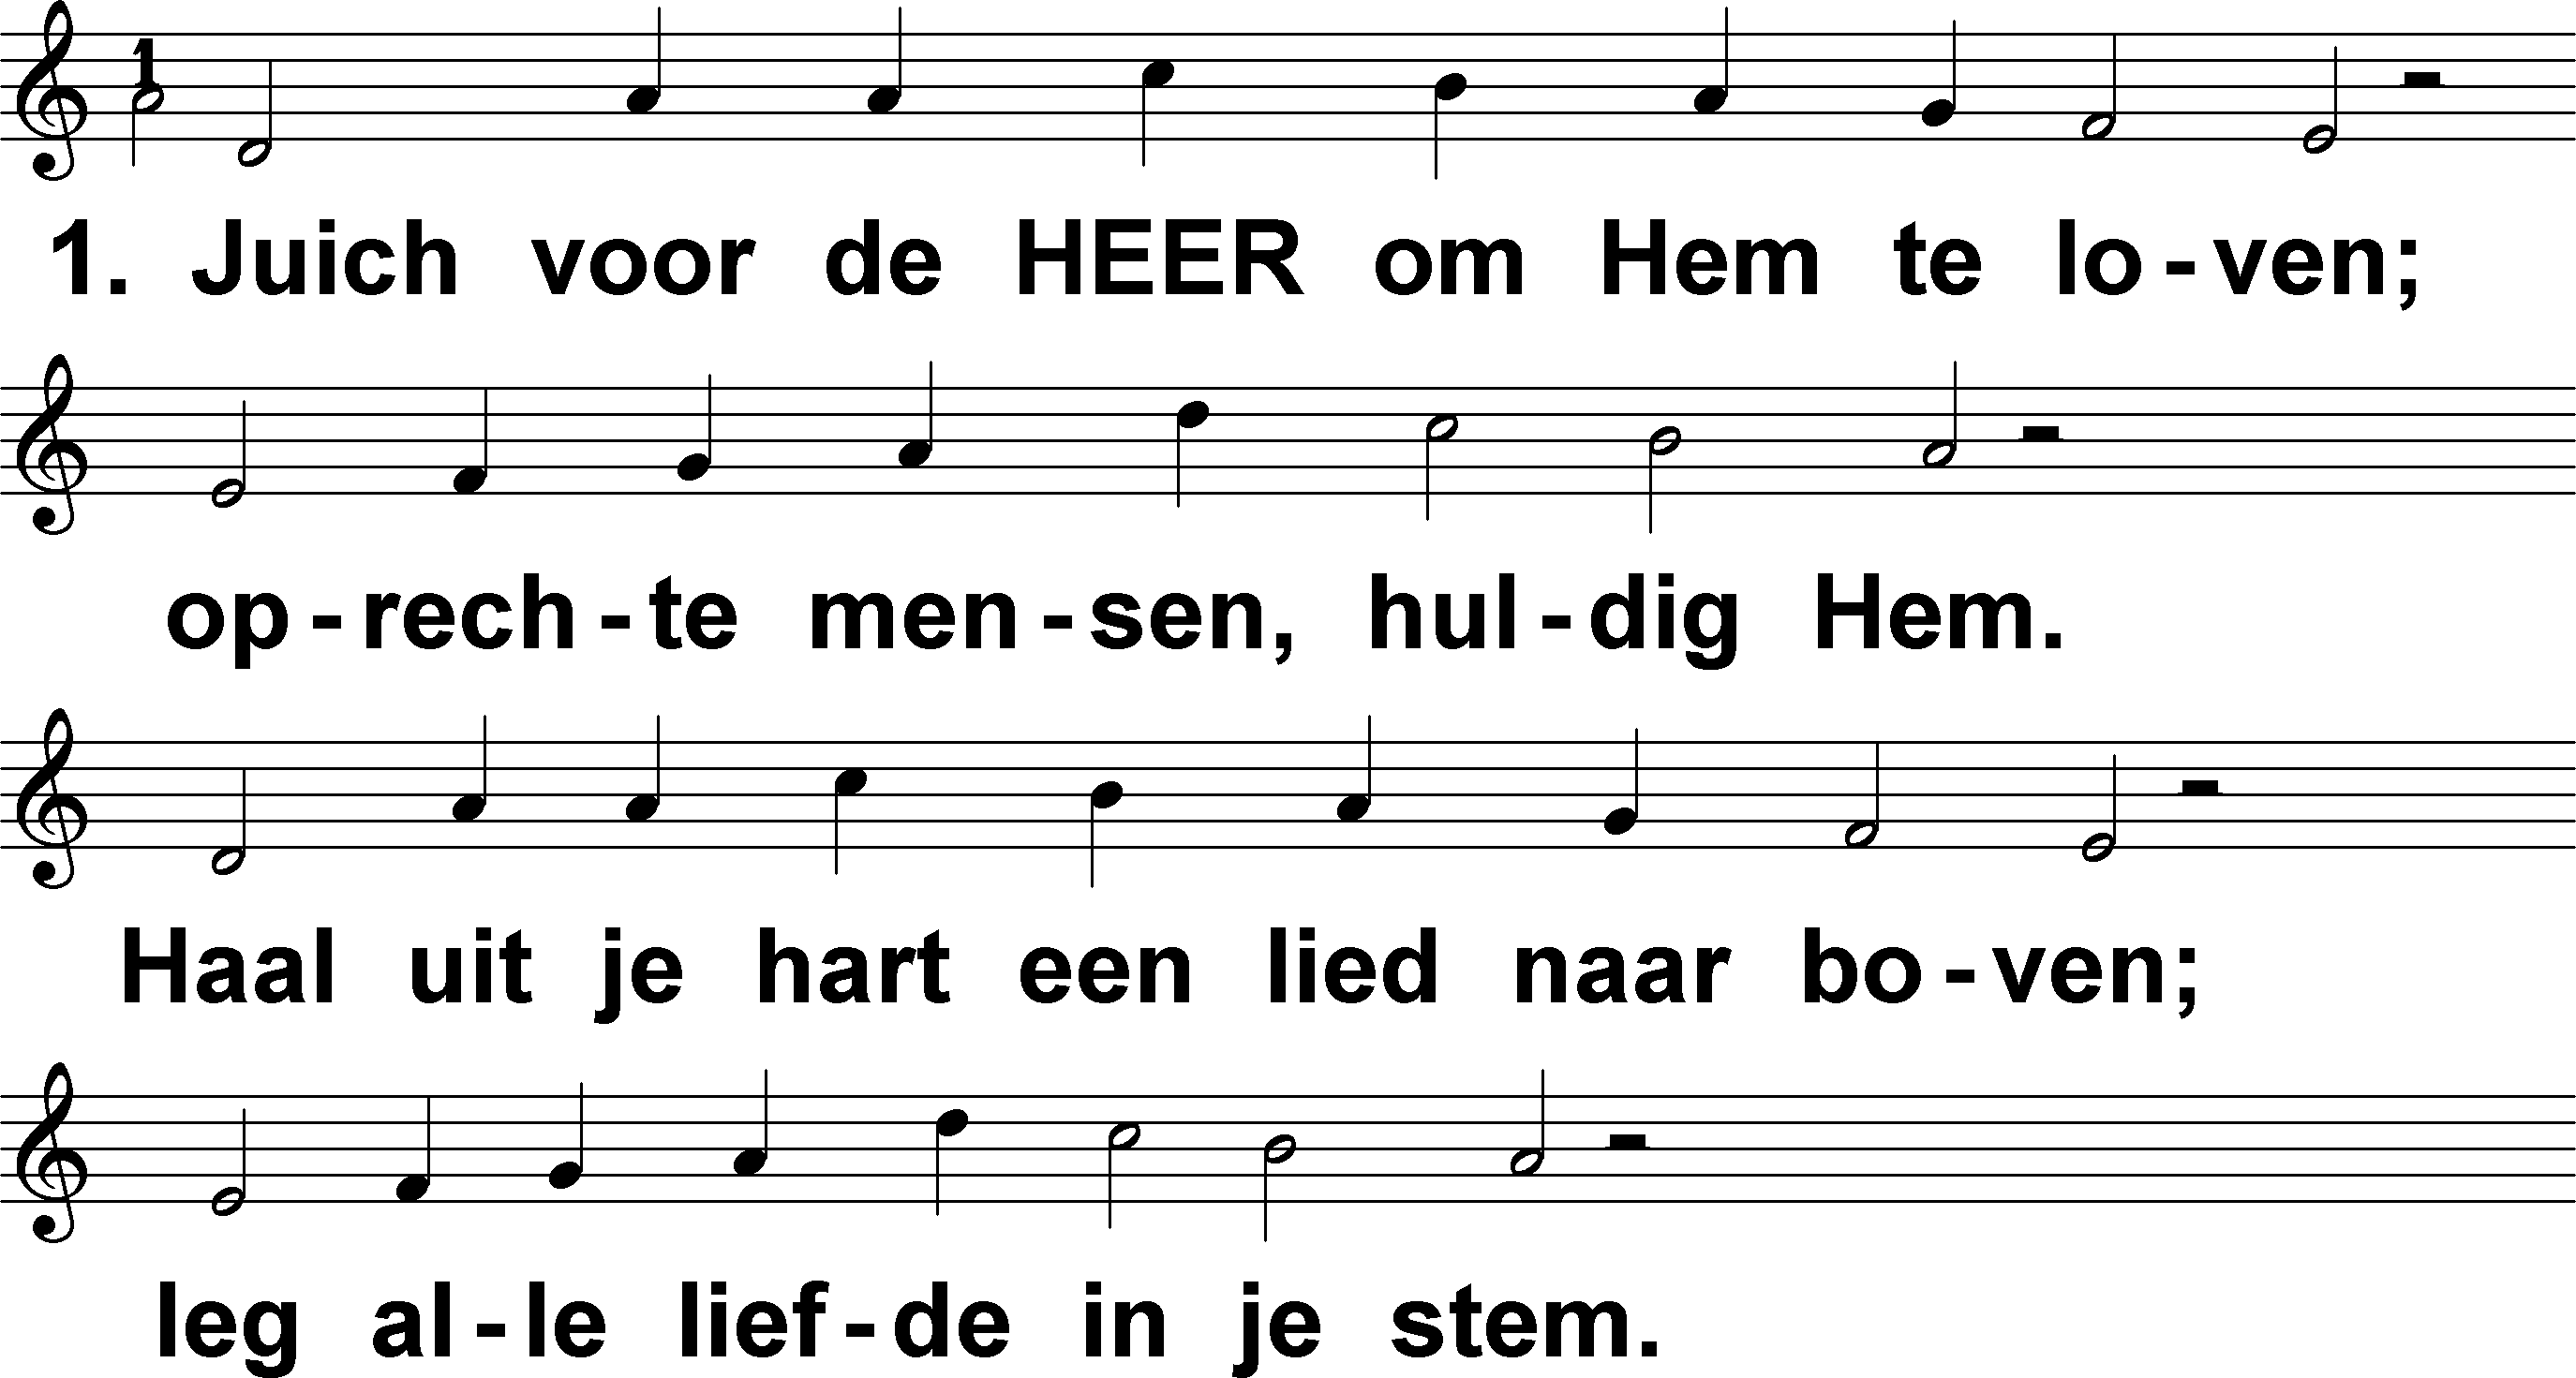 1
1. Juich voor de HEER om Hem te lo-ven;
op-rech-te men-sen, hul-dig Hem.
Haal uit je hart een lied naar bo-ven;
leg al-le lief-de in je stem.